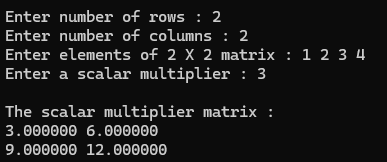 Enter number of rows : 2
Enter number of columns : 2
Enter elements of 2 X 2 matrix : 1 2 3 4
Enter a scalar multiplier : 3
The scalar multiplier matrix :
3.000000 6.000000
9.000000 12.000000